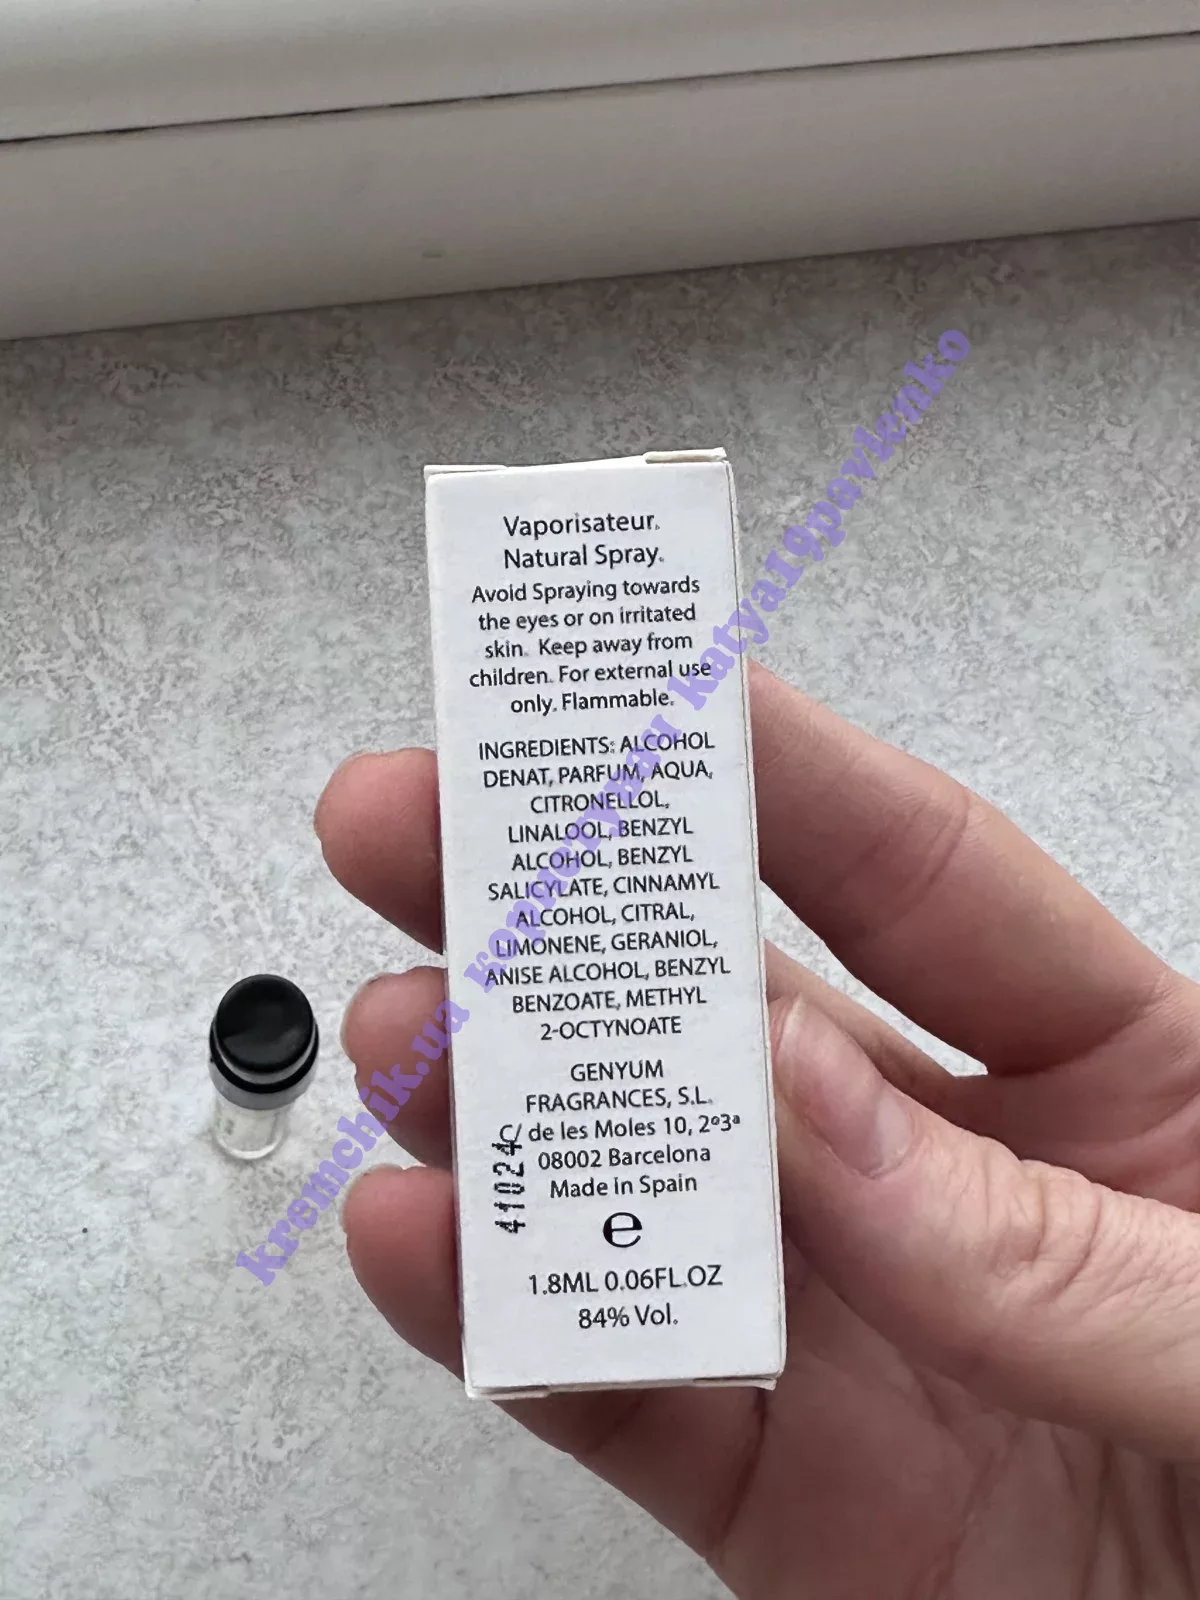 Vaporisateur.
Natural Spray.
Avoid Spraying towards
the eyes or on irritated
skin. Keep away from
children. For external use
only. Flammable.
INGREDIENTS: ALCOHOL
DENAT, PARFUM, AQUA,
CITRONELLOL,
LINALOOL, BENZYL
ALCOHOL, BENZYL
SALICYLATE, CINNAMYL
ALCOHOL, CITRAL,
LIMONENE, GERANIOL,
ANISE ALCOHOL, BENZYL
BENZOATE, METHYL
2-OCTYNOATE
GENYUM
FRAGRANCES, S.L.
C/ de les Moles 10, 2º3ª
08002 Barcelona
Made in Spain
41024
e
1.8ML 0.06FL.OZ
84% Vol.
kremchik.ua користувач katya19pavlenko